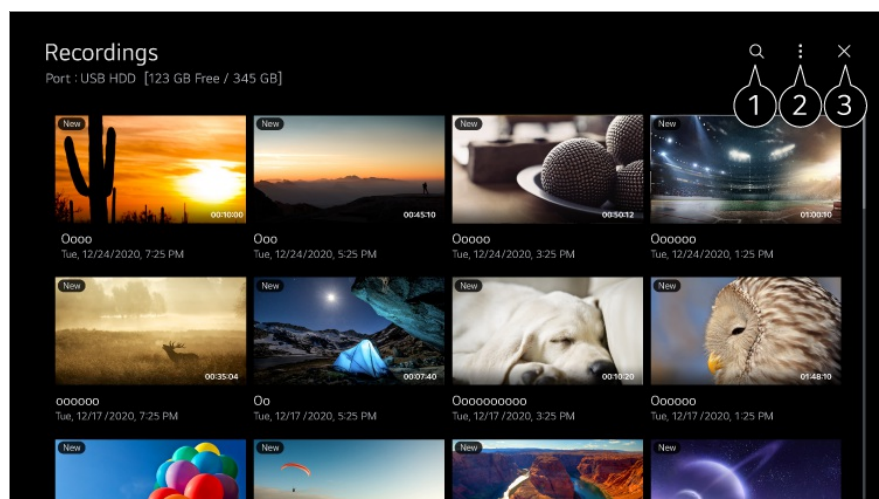 Recordings
Port : USB HDD [123 GB Free / 345 GB]
1 2 3
New New New New
00:10:00 00:45:10 00:50:12 01:00:10
Oooo Ooo Ooooo Oooooo
Tue, 12/24/2020, 7:25 PM Tue, 12/24/2020, 5:25 PM Tue, 12/24/2020, 3:25 PM Tue, 12/24/2020, 1:25 PM
New New New New
00:35:04 00:07:40 00:10:20 01:48:10
oooooo Oo Oooooooooo Oooooo
Tue, 12/17/2020, 7:25 PM Tue, 12/17/2020, 5:25 PM Tue, 12/17/2020, 3:25 PM Tue, 12/17/2020, 1:25 PM
New New New New